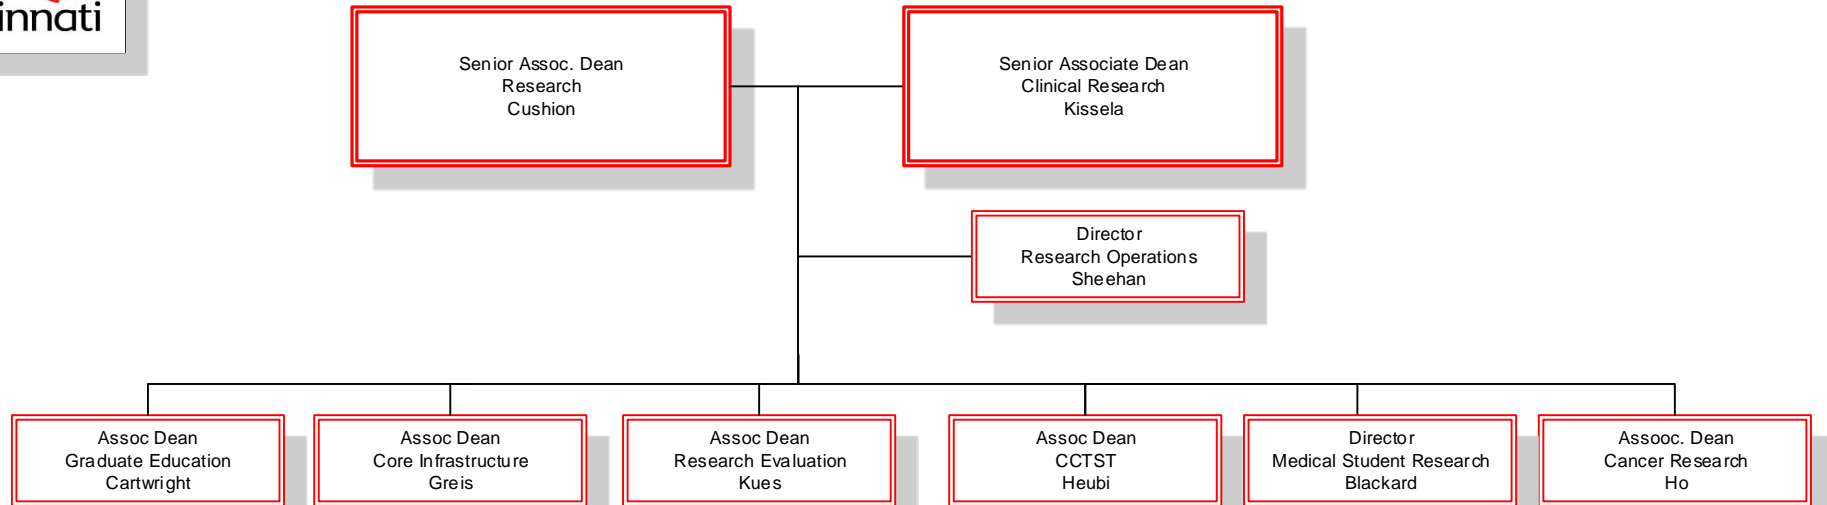 innati
Senior Assoc. Dean
Research
Cushion
Senior Associate Dean
Clinical Research
Kissela
Director
Research Operations
Sheehan
Assoc Dean
Graduate Education
Cartwright
Assoc Dean
Core Infrastructure
Greis
Assoc Dean
Research Evaluation
Kues
Assoc Dean
CCTST
Heubi
Director
Medical Student Research
Blackard
Assooc. Dean
Cancer Research
Ho